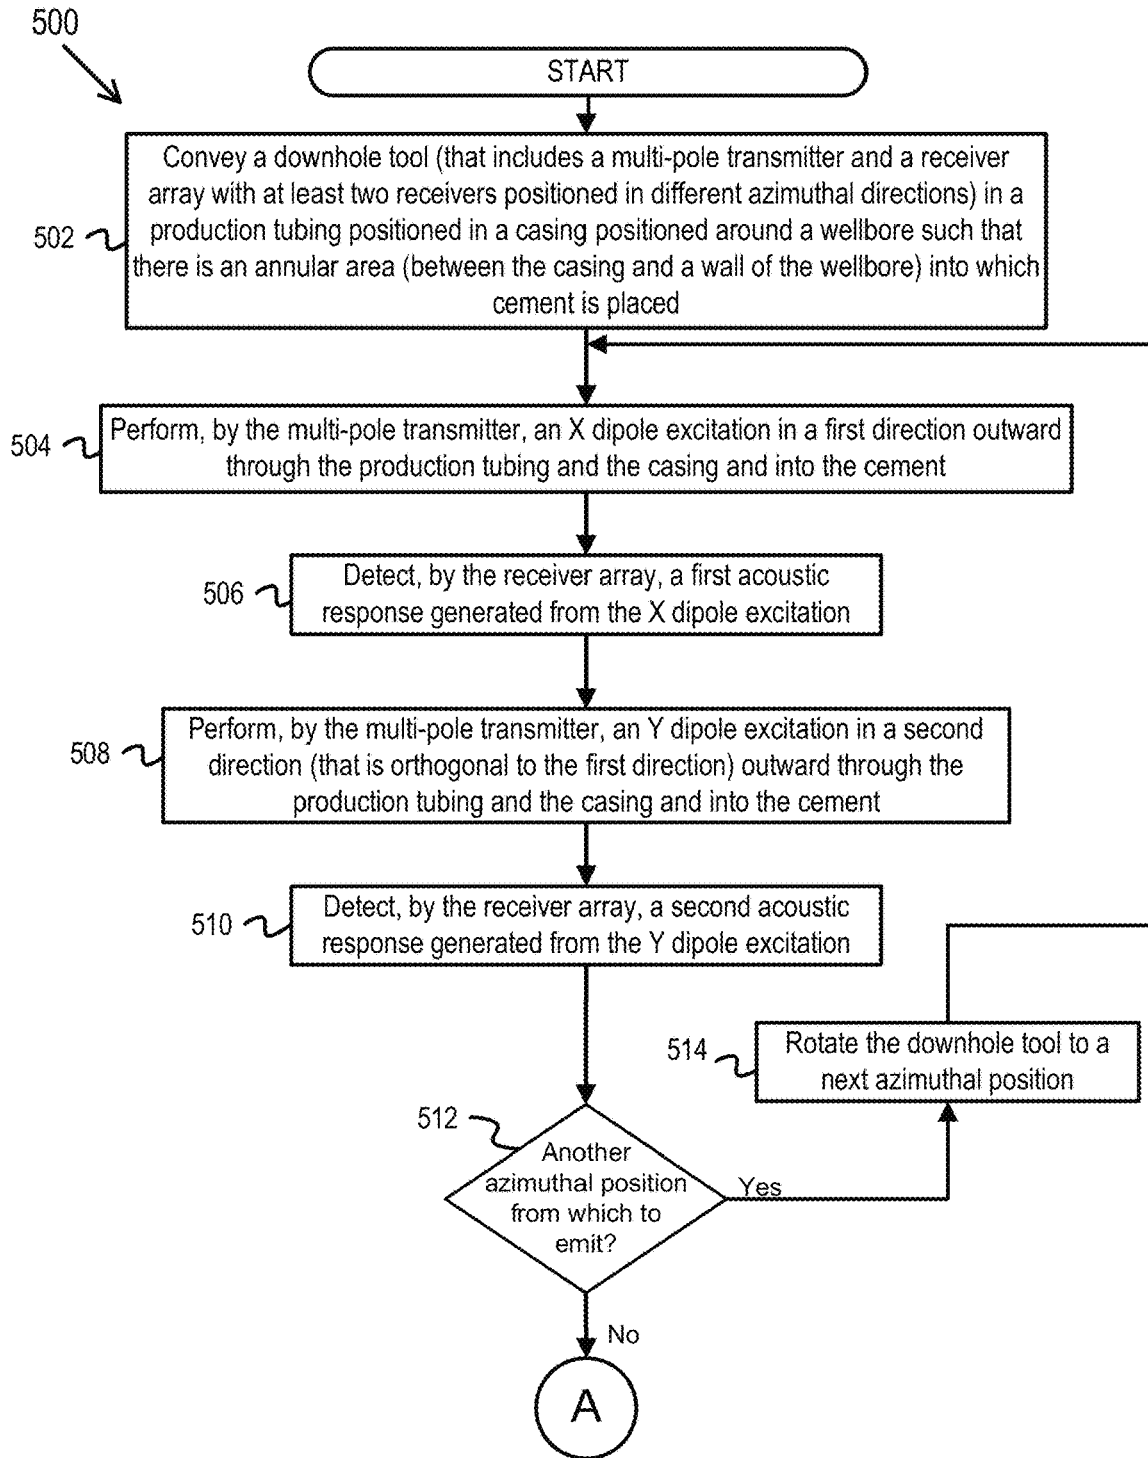 500
START
Convey a downhole tool (that includes a multi-pole transmitter and a receiver
array with at least two receivers positioned in different azimuthal directions) in a
production tubing positioned in a casing positioned around a wellbore such that
there is an annular area (between the casing and a wall of the wellbore) into which
cement is placed
502
Perform, by the multi-pole transmitter, an X dipole excitation in a first direction outward
through the production tubing and the casing and into the cement
504
Detect, by the receiver array, a first acoustic
response generated from the X dipole excitation
506
Perform, by the multi-pole transmitter, an Y dipole excitation in a second
direction (that is orthogonal to the first direction) outward through the
production tubing and the casing and into the cement
508
Detect, by the receiver array, a second acoustic
response generated from the Y dipole excitation
510
514
Rotate the downhole tool to a
next azimuthal position
512
Another
azimuthal position
from which to
emit?
Yes
No
A